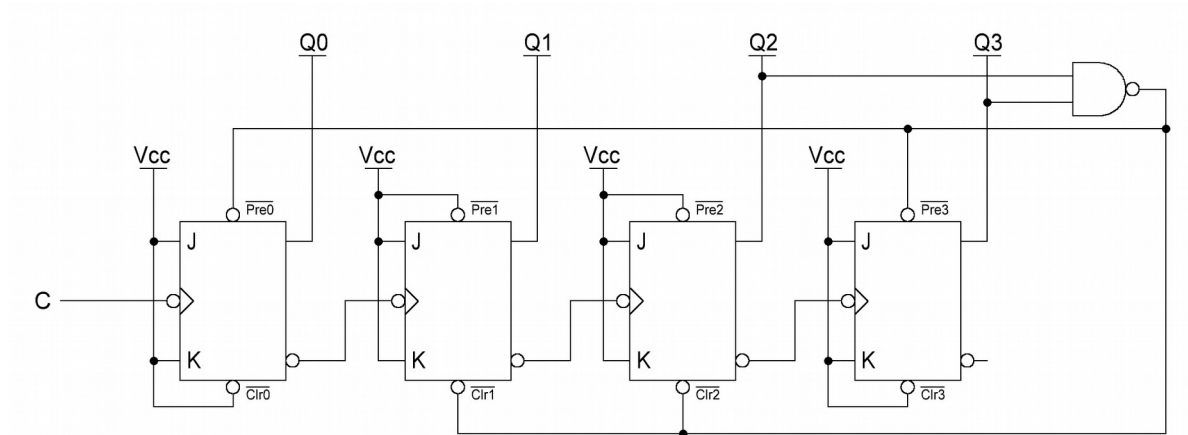 Q0 Q1 Q2 Q3
Vcc Vcc Vcc Vcc
Pre0 Pre1 Pre2 Pre3
J J J J
C
K K K K
Clr0 Clr1 Clr2 Clr3